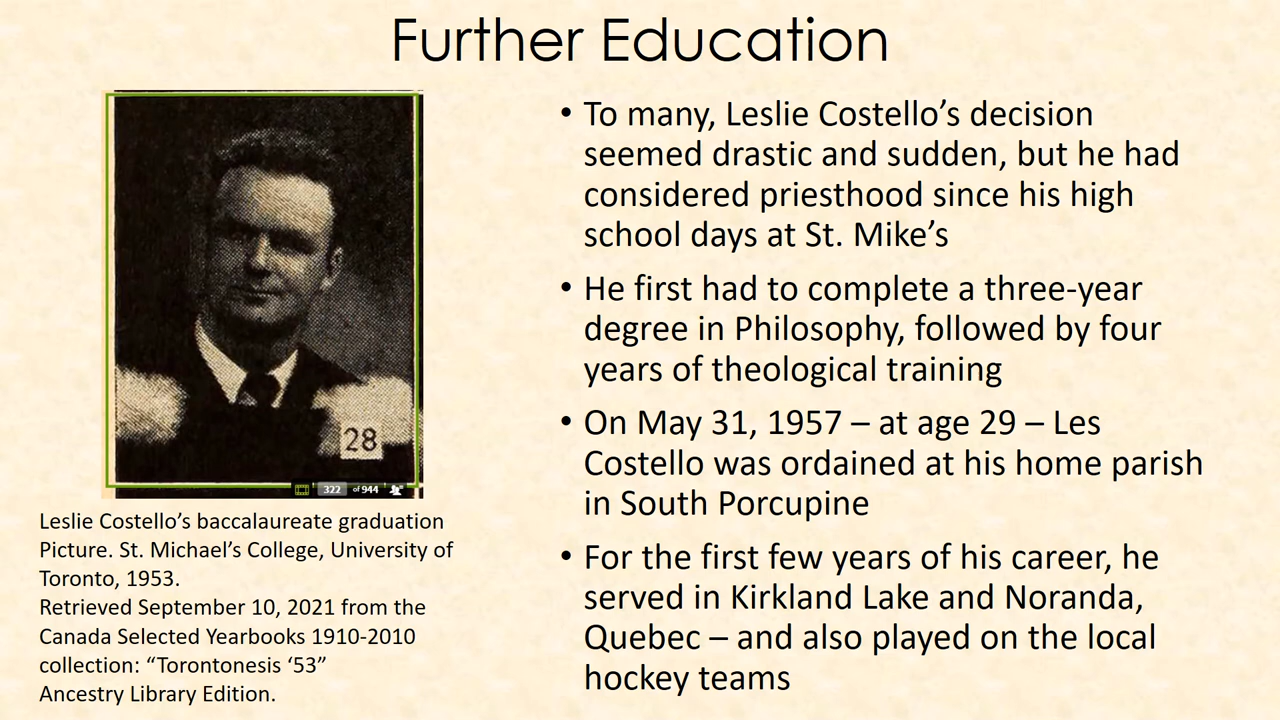 Further Education
28
322 of 944
Leslie Costello’s baccalaureate graduation
Picture. St. Michael’s College, University of
Toronto, 1953.
Retrieved September 10, 2021 from the
Canada Selected Yearbooks 1910-2010
collection: “Torontonesis ‘53”
Ancestry Library Edition.
• To many, Leslie Costello’s decision
seemed drastic and sudden, but he had
considered priesthood since his high
school days at St. Mike’s
• He first had to complete a three-year
degree in Philosophy, followed by four
years of theological training
• On May 31, 1957 – at age 29 – Les
Costello was ordained at his home parish
in South Porcupine
• For the first few years of his career, he
served in Kirkland Lake and Noranda,
Quebec – and also played on the local
hockey teams